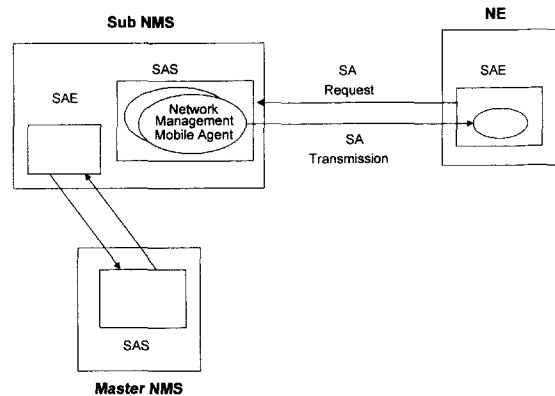 Sub NMS
NE
SAS
SAE
Network
Management
Mobile Agent
SA
Request
SA
Transmission
SAE
SAS
Master NMS